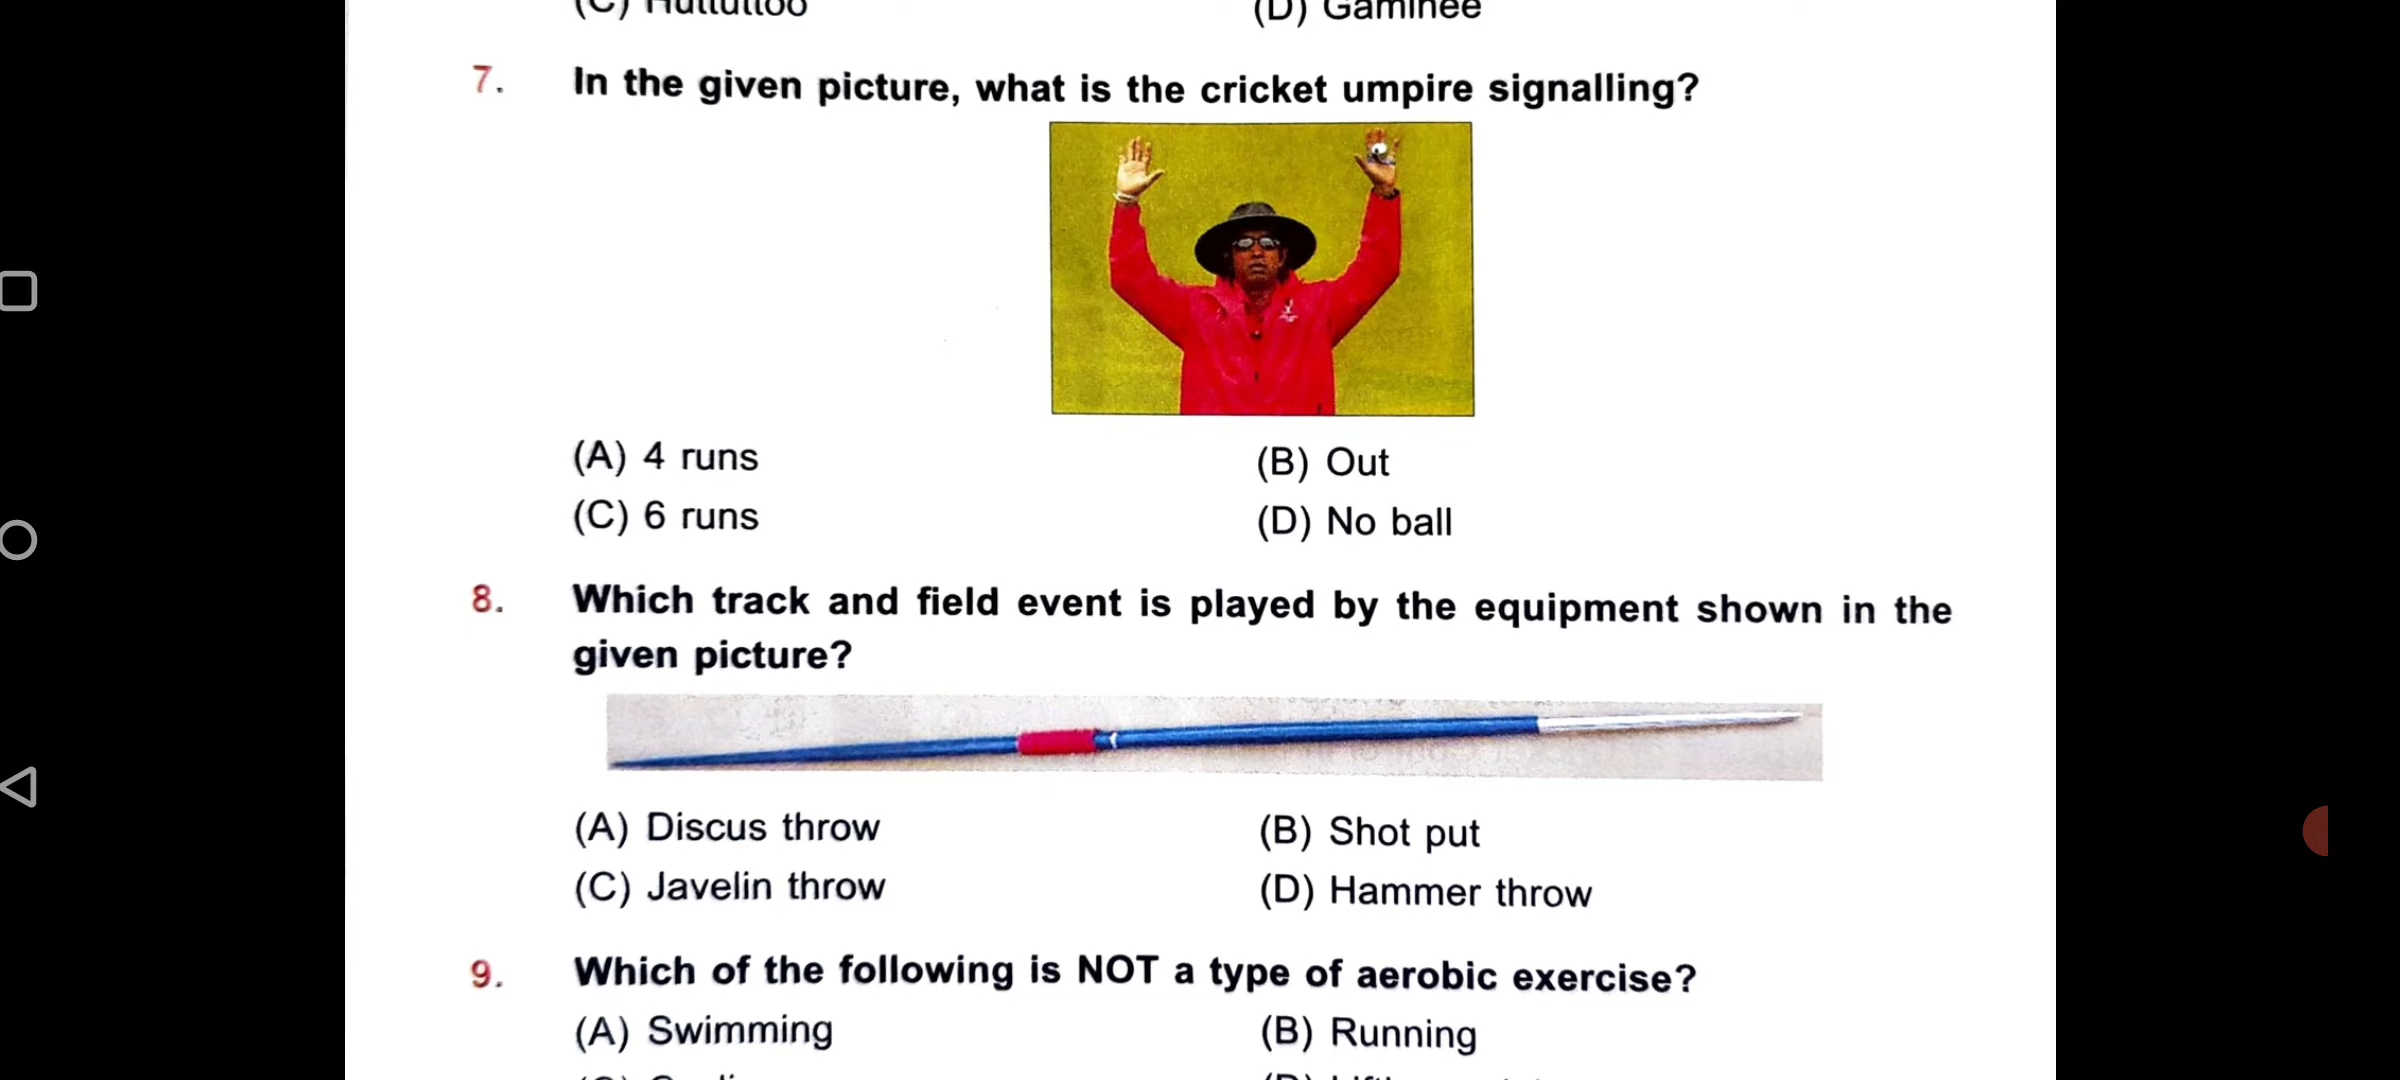 (C) Hututtoo (D) Gaminee
7. In the given picture, what is the cricket umpire signalling?
(A) 4 runs (B) Out
(C) 6 runs (D) No ball
8. Which track and field event is played by the equipment shown in the
given picture?
(A) Discus throw (B) Shot put
(C) Javelin throw (D) Hammer throw
9. Which of the following is NOT a type of aerobic exercise?
(A) Swimming (B) Running